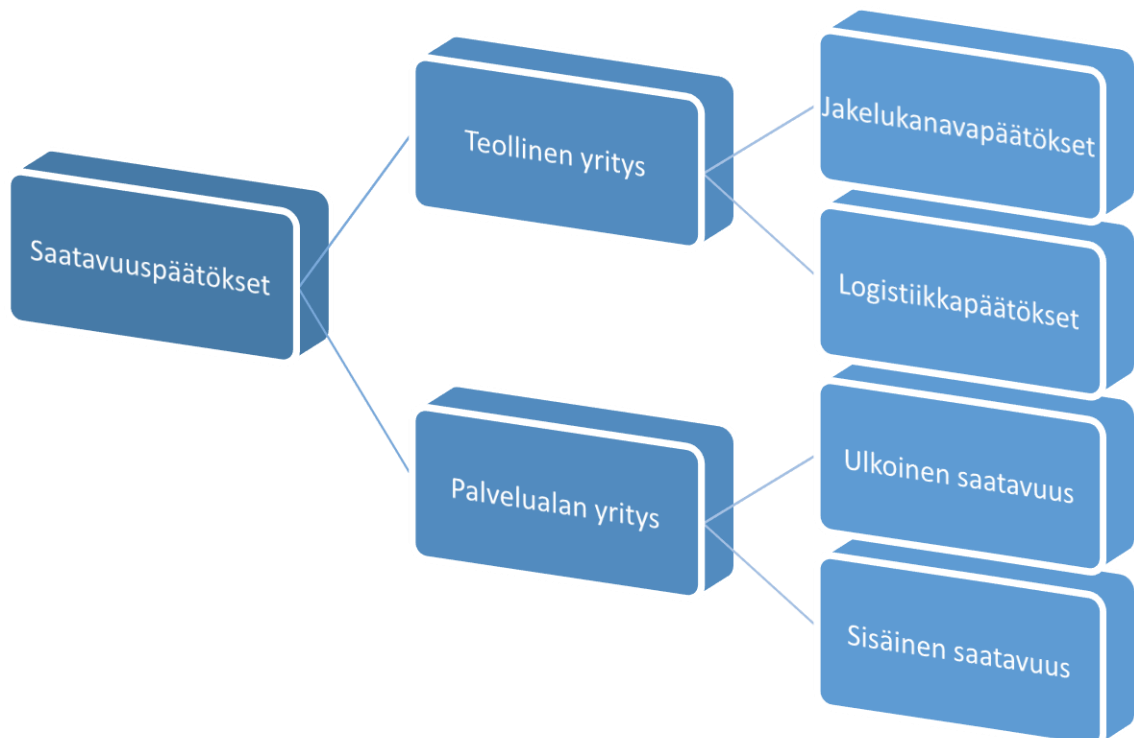 Saatavuuspäätökset
Teollinen yritys
Jakelukanavapäätökset
Logistiikkapäätökset
Palvelualan yritys
Ulkoinen saatavuus
Sisäinen saatavuus